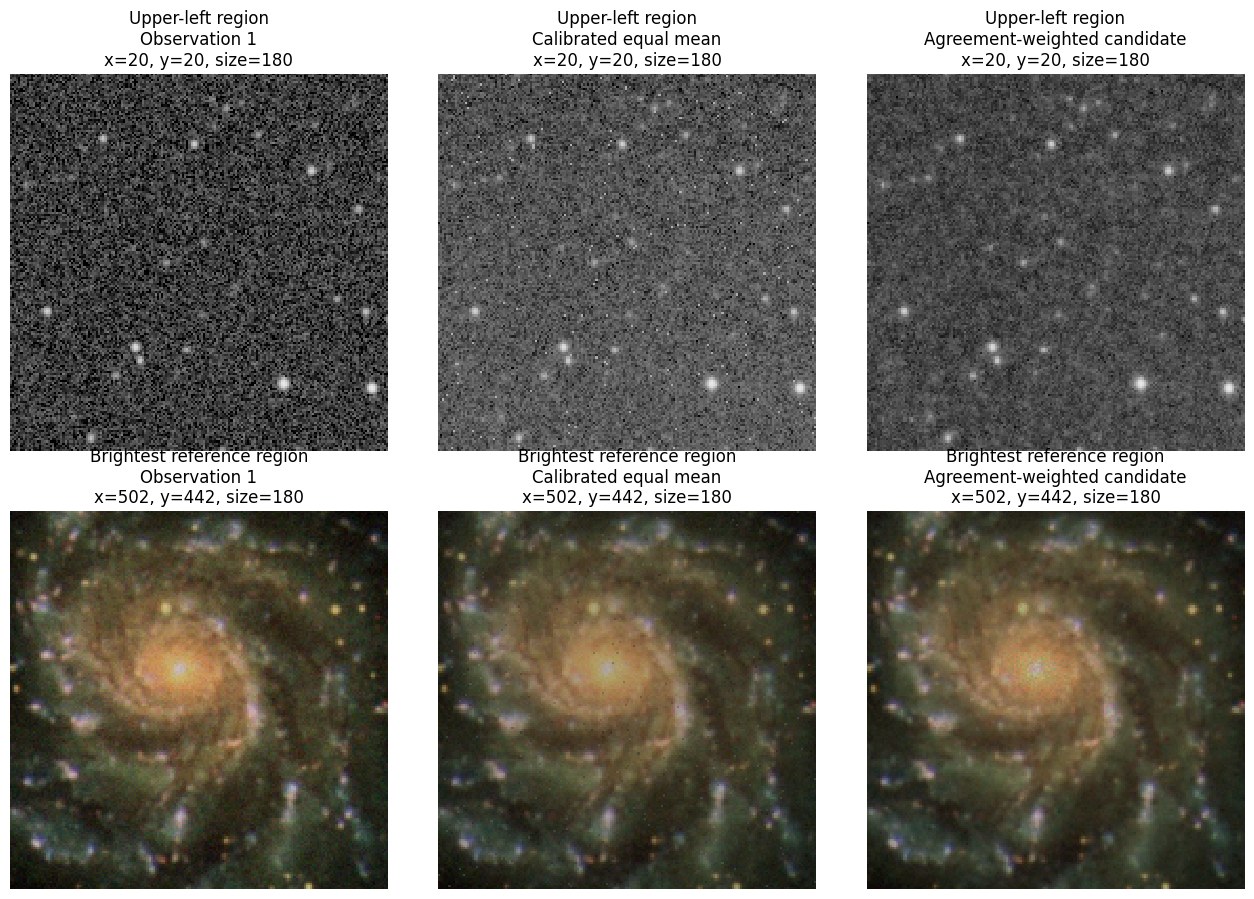 Upper-left region
Observation 1
x=20, y=20, size=180
Upper-left region
Calibrated equal mean
x=20, y=20, size=180
Upper-left region
Agreement-weighted candidate
x=20, y=20, size=180
Brightest reference region
Observation 1
x=502, y=442, size=180
Brightest reference region
Calibrated equal mean
x=502, y=442, size=180
Brightest reference region
Agreement-weighted candidate
x=502, y=442, size=180